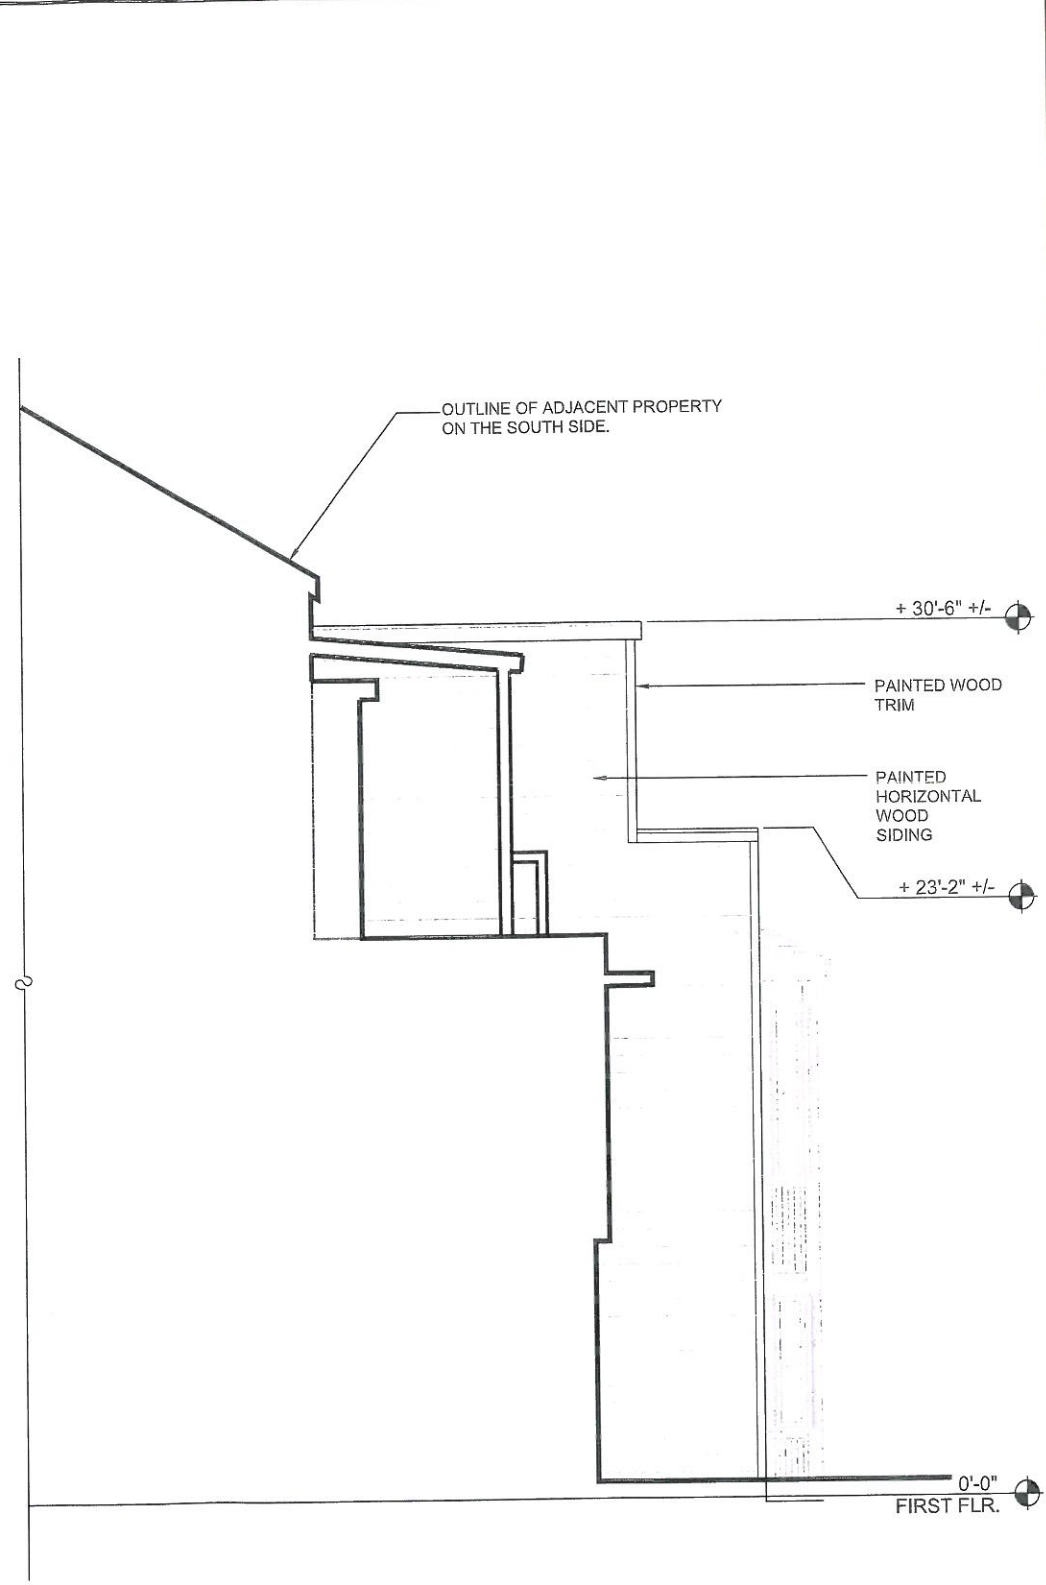 OUTLINE OF ADJACENT PROPERTY
ON THE SOUTH SIDE.
+ 30'-6" +/-
PAINTED WOOD
TRIM
PAINTED
HORIZONTAL
WOOD
SIDING
+ 23'-2" +/-
0'-0"
FIRST FLR.